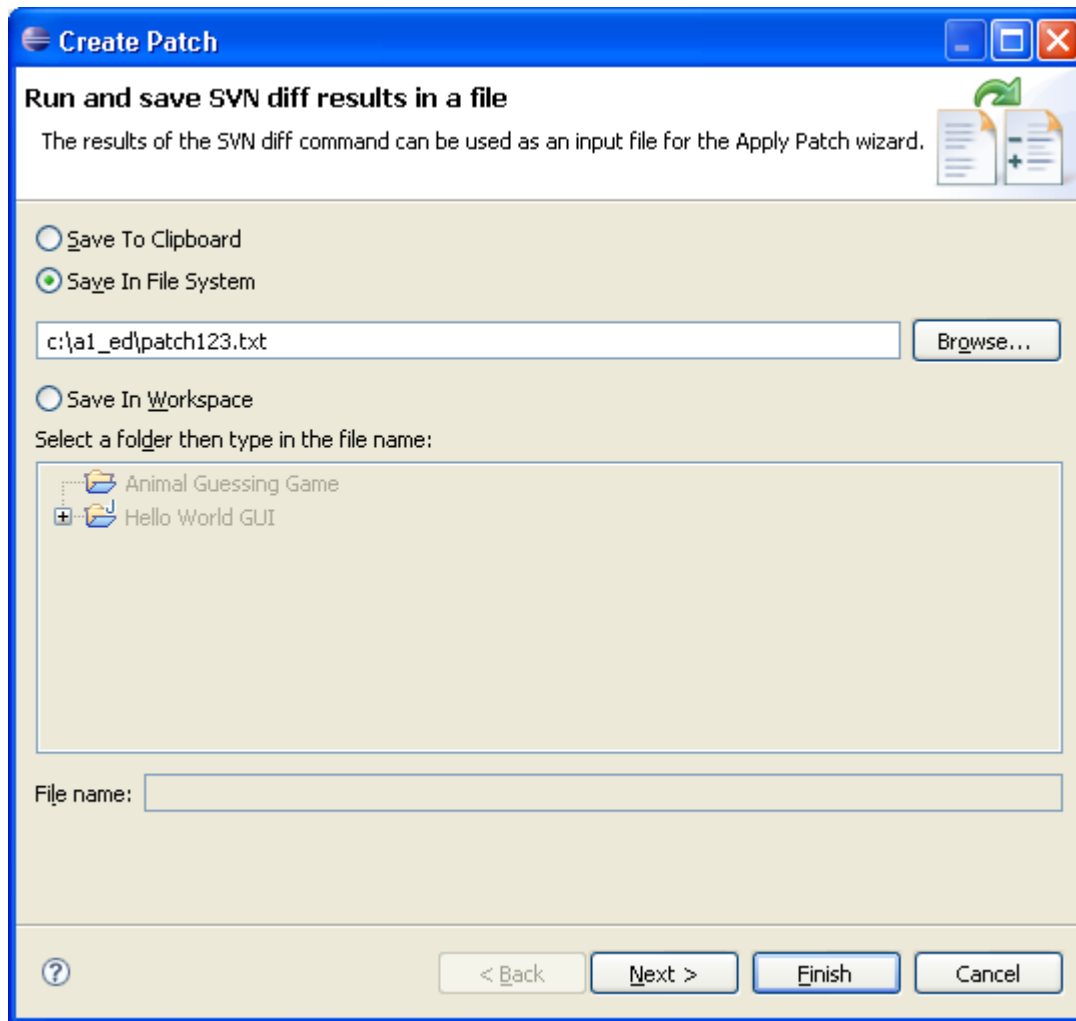 Create Patch
Run and save SVN diff results in a file
The results of the SVN diff command can be used as an input file for the Apply Patch wizard.
Save To Clipboard
Save In File System
c:\a1_ed\patch123.txt
Browse...
Save In Workspace
Select a folder then type in the file name:
Animal Guessing Game
Hello World GUI
File name:
< Back
Next >
Finish
Cancel